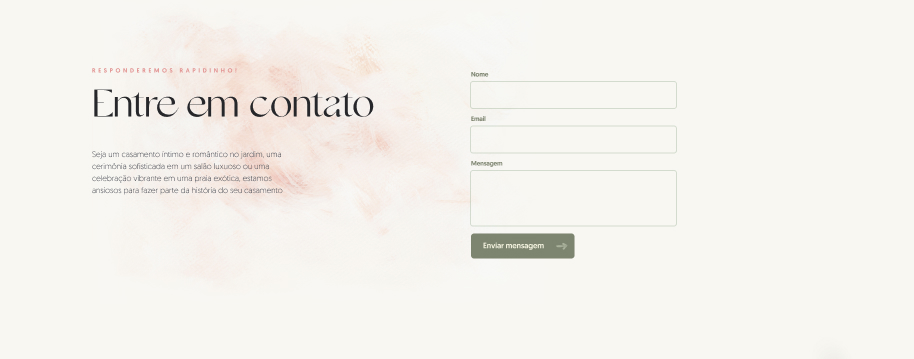 RESPONDEREMOS RAPIDINHO!
Entre em contato
Seja um casamento íntimo e romântico no jardim, uma
cerimônia sofisticada em um salão luxuoso ou uma
celebração vibrante em uma praia exótica, estamos
ansiosos para fazer parte da história do seu casamento
Nome
Email
Mensagem
Enviar mensagem